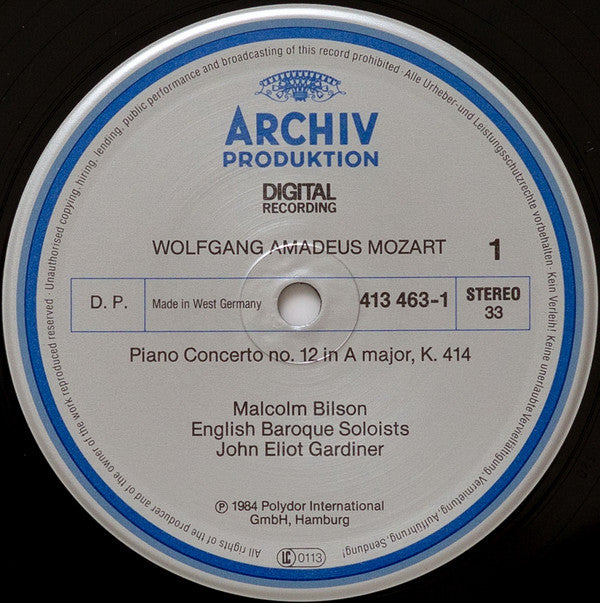 Unauthorised copying, hiring, lending, public performance and broadcasting of this record prohibited · Alle Urheber- und Leistungsschutzrechte vorbehalten · Kein Verleih! Keine unerlaubte Vervielfältigung, Vermietung, Aufführung, Sendung!
ARCHIV
PRODUKTION
DIGITAL
RECORDING
WOLFGANG AMADEUS MOZART 1
D. P. Made in West Germany 413 463-1 STEREO
33
Piano Concerto no. 12 in A major, K. 414
Malcolm Bilson
English Baroque Soloists
John Eliot Gardiner
℗ 1984 Polydor International
GmbH, Hamburg
LC 0113
All rights of the producer and of the owner of the work reproduced reserved ·